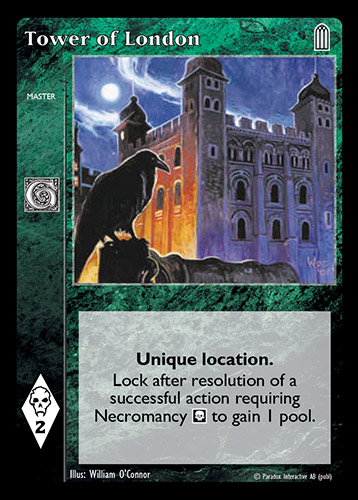 Tower of London
MASTER
Unique location.
Lock after resolution of a
successful action requiring
Necromancy to gain 1 pool.
2
Illus: William O'Connor
© Paradox Interactive AB (publ)